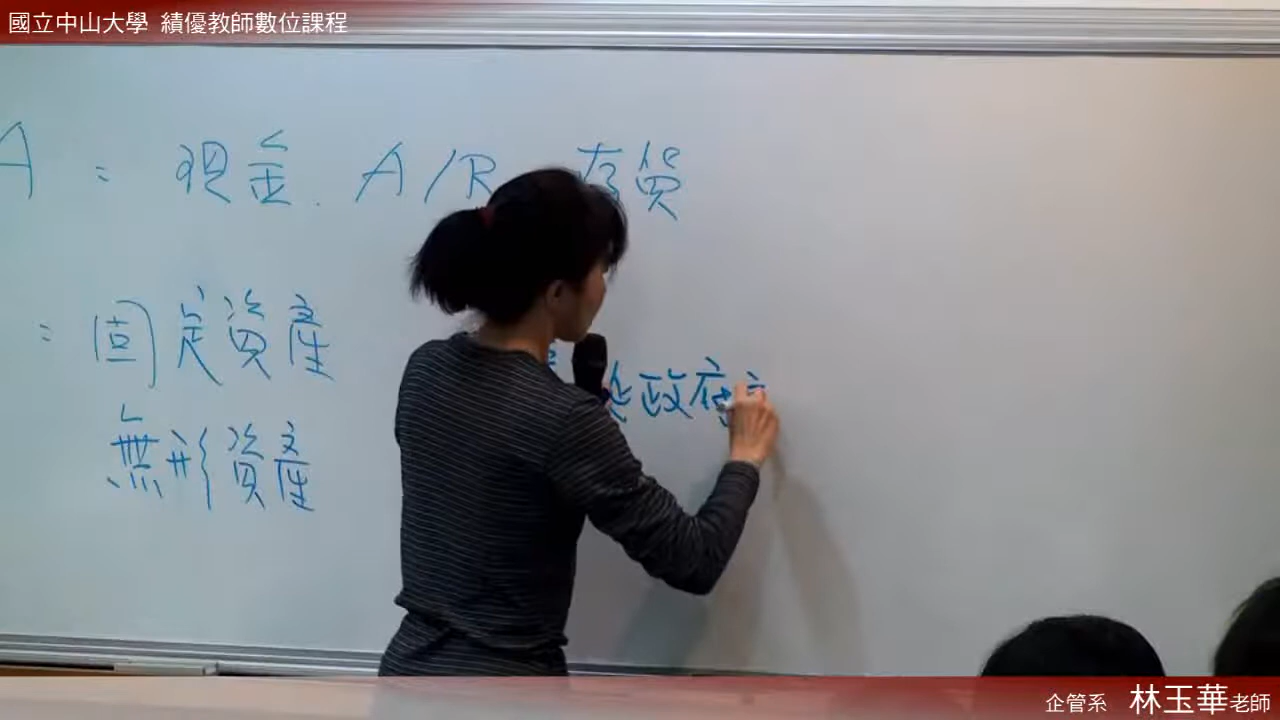 國立中山大學 績優教師數位課程
A : 現金. A/R 存貨
: 固定資產
政府
無形資產
企管系 林玉華老師